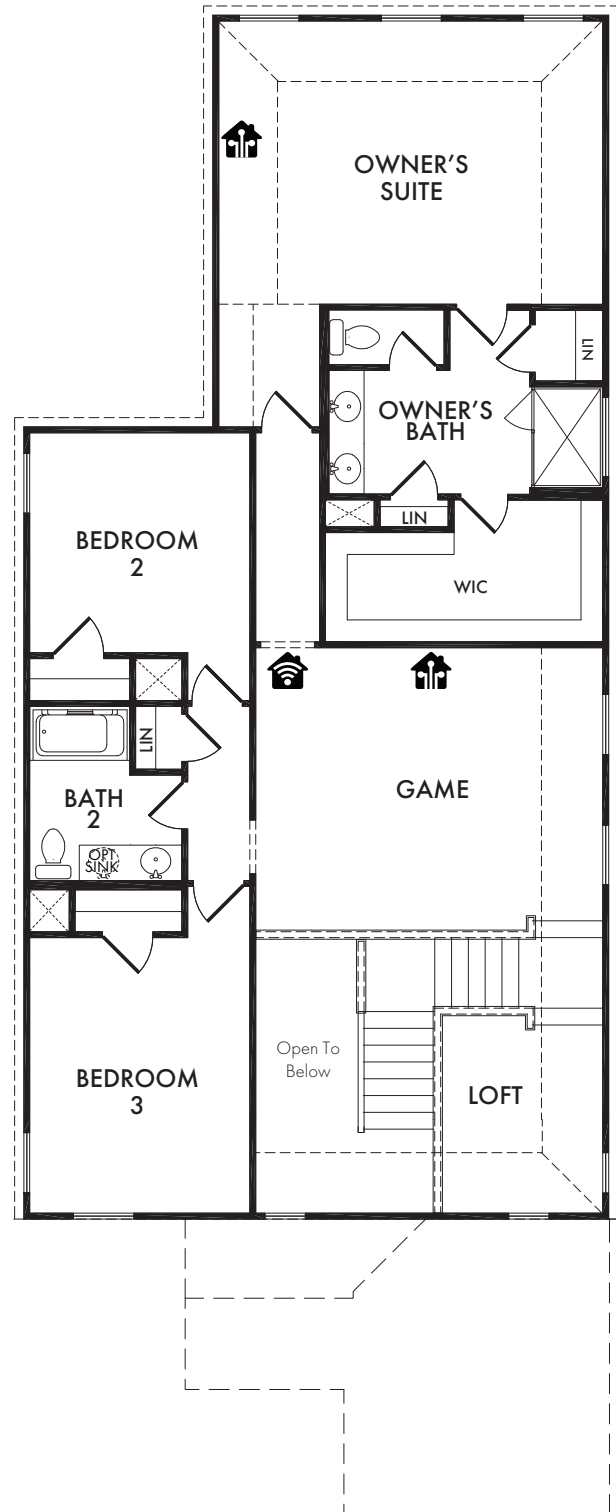 OWNER'S
SUITE
LIN
OWNER'S
BATH
LIN
BEDROOM
2
WIC
LIN
GAME
BATH
2
OPT
SINK
Open To
Below
BEDROOM
3
LOFT